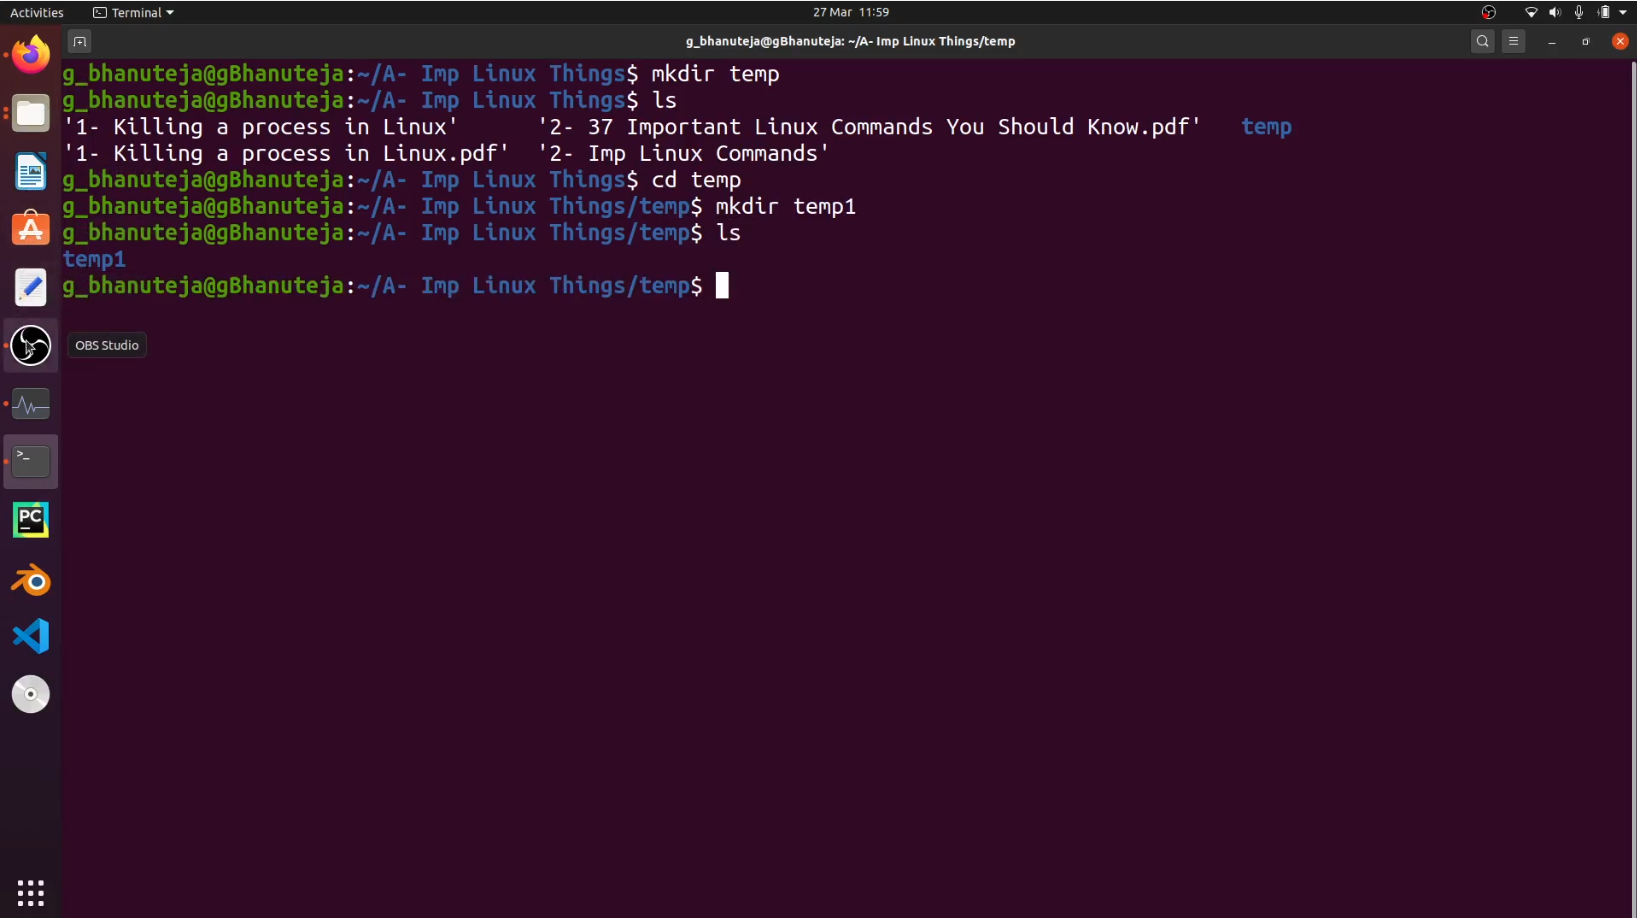 Activities
Terminal
27 Mar 11:59
g_bhanuteja@gBhanuteja: ~/A- Imp Linux Things/temp
g_bhanuteja@gBhanuteja:~/A- Imp Linux Things$ mkdir temp
g_bhanuteja@gBhanuteja:~/A- Imp Linux Things$ ls
'1- Killing a process in Linux' '2- 37 Important Linux Commands You Should Know.pdf' temp
'1- Killing a process in Linux.pdf' '2- Imp Linux Commands'
g_bhanuteja@gBhanuteja:~/A- Imp Linux Things$ cd temp
g_bhanuteja@gBhanuteja:~/A- Imp Linux Things/temp$ mkdir temp1
g_bhanuteja@gBhanuteja:~/A- Imp Linux Things/temp$ ls
temp1
g_bhanuteja@gBhanuteja:~/A- Imp Linux Things/temp$
OBS Studio
>_
PC